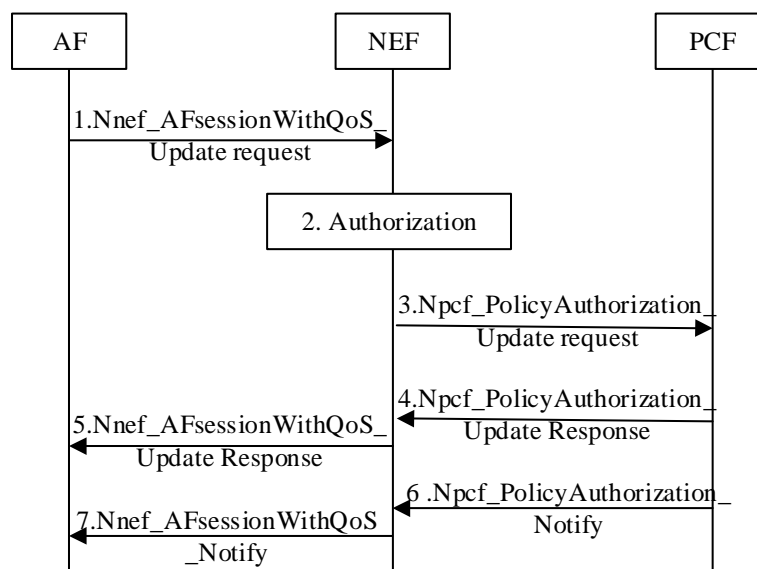 AF
NEF
PCF
1.Nnef_AFsessionWithQoS_
Update request
2. Authorization
3.Npcf_PolicyAuthorization_
Update request
4.Npcf_PolicyAuthorization_
Update Response
5.Nnef_AFsessionWithQoS_
Update Response
6 .Npcf_PolicyAuthorization_
Notify
7.Nnef_AFsessionWithQoS
_Notify